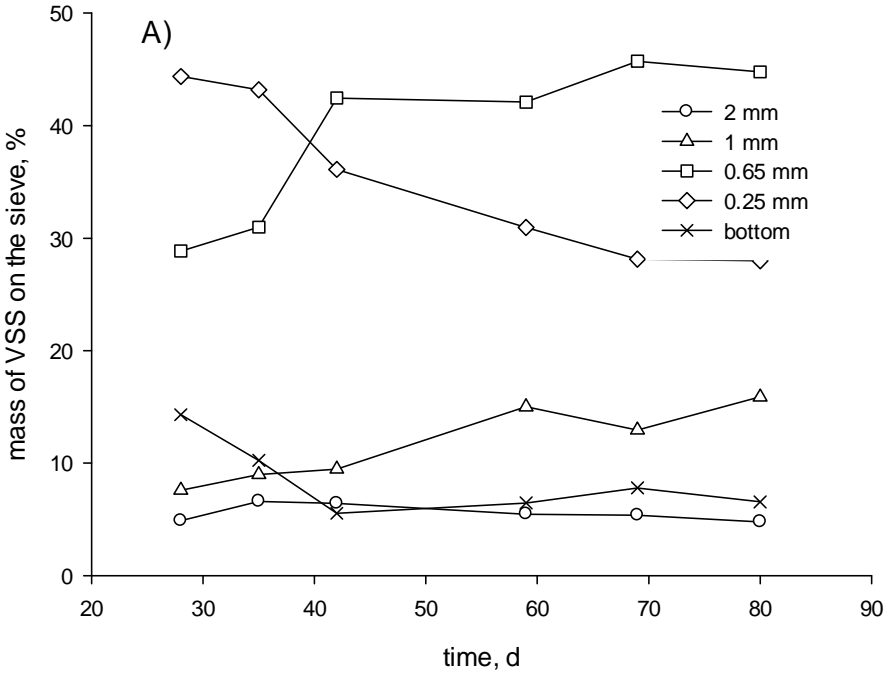 A)
mass of VSS on the sieve, %
50
40
30
20
10
0
2 mm
1 mm
0.65 mm
0.25 mm
bottom
20 30 40 50 60 70 80 90
time, d